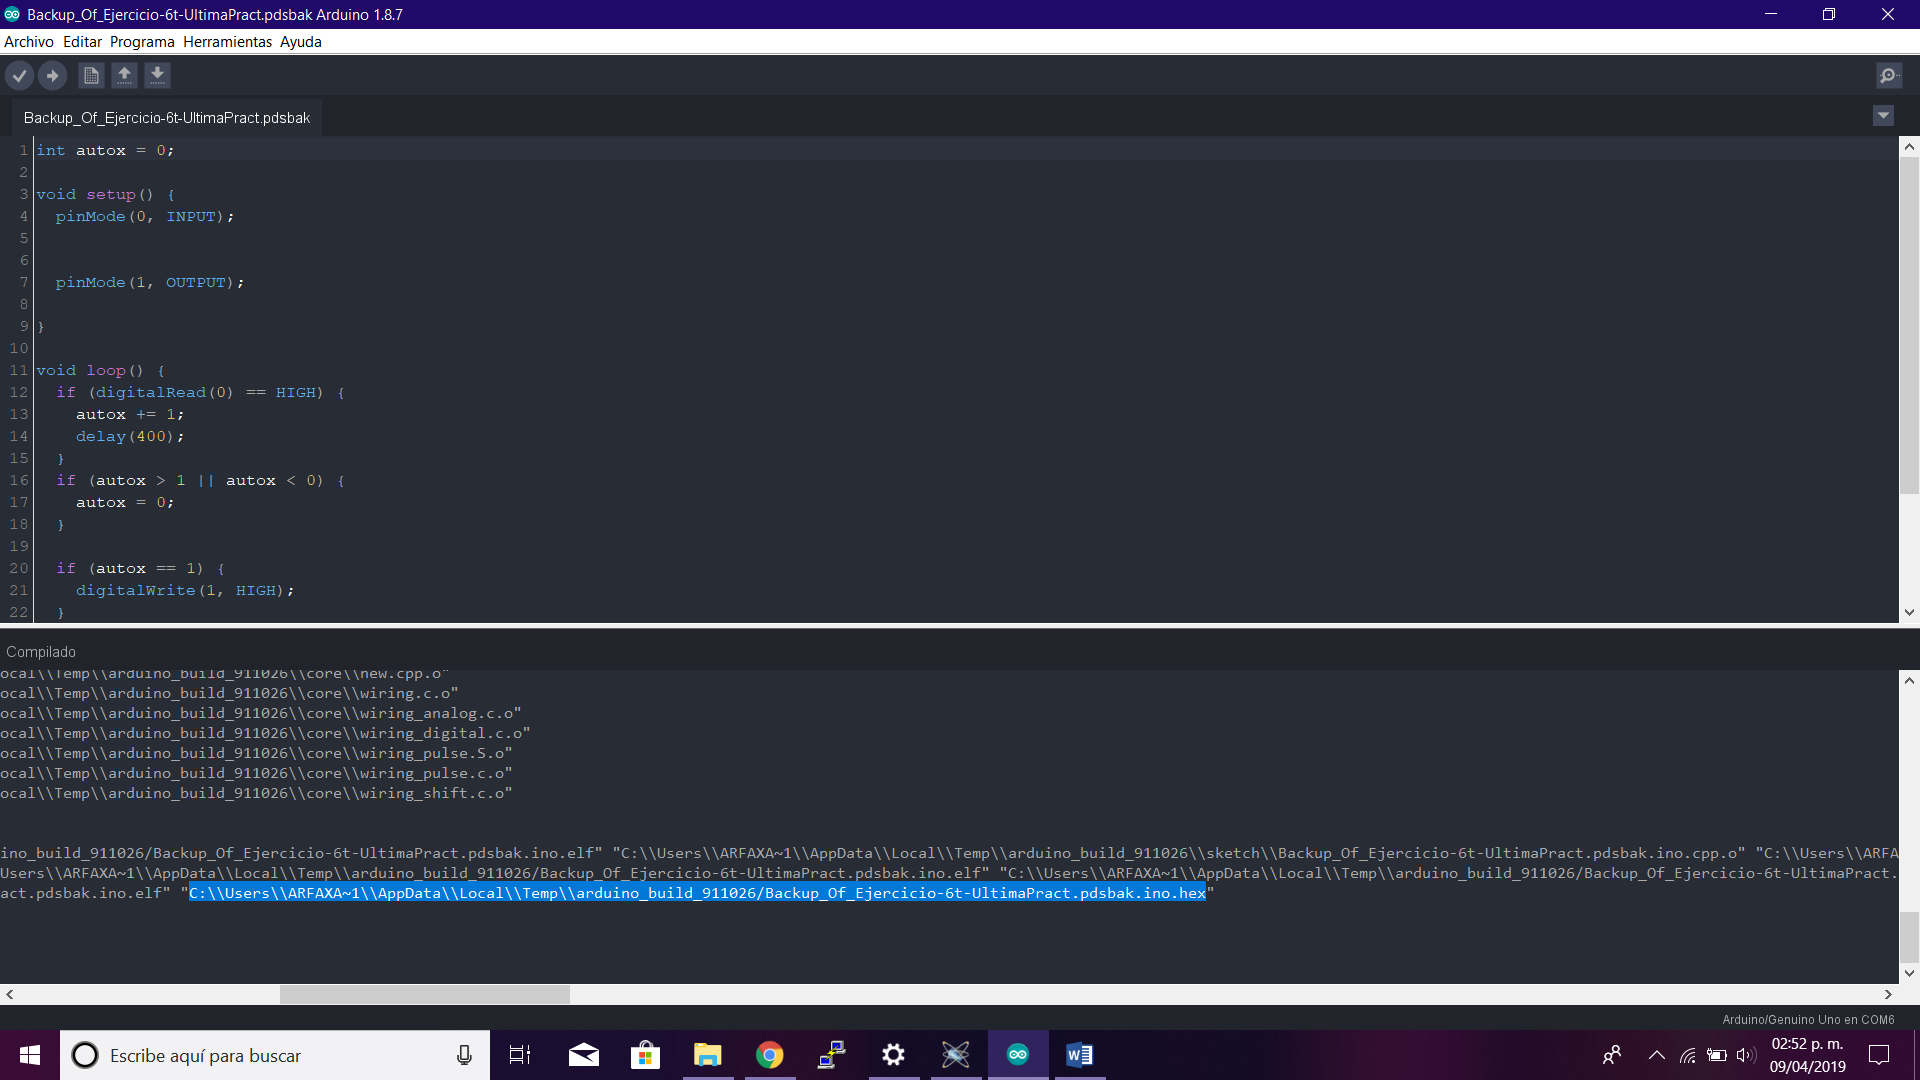 Backup_Of_Ejercicio-6t-UltimaPract.pdsbak Arduino 1.8.7
Archivo Editar Programa Herramientas Ayuda
Backup_Of_Ejercicio-6t-UltimaPract.pdsbak
1 int autox = 0;
2
3 void setup() {
4 pinMode(0, INPUT);
5
6
7 pinMode(1, OUTPUT);
8
9 }
10
11 void loop() {
12 if (digitalRead(0) == HIGH) {
13 autox += 1;
14 delay(400);
15 }
16 if (autox > 1 || autox < 0) {
17 autox = 0;
18 }
19
20 if (autox == 1) {
21 digitalWrite(1, HIGH);
22 }
Compilado
ocal\\Temp\\arduino_build_911026\\core\\new.cpp.o"
ocal\\Temp\\arduino_build_911026\\core\\wiring.c.o"
ocal\\Temp\\arduino_build_911026\\core\\wiring_analog.c.o"
ocal\\Temp\\arduino_build_911026\\core\\wiring_digital.c.o"
ocal\\Temp\\arduino_build_911026\\core\\wiring_pulse.S.o"
ocal\\Temp\\arduino_build_911026\\core\\wiring_pulse.c.o"
ocal\\Temp\\arduino_build_911026\\core\\wiring_shift.c.o"
ino_build_911026/Backup_Of_Ejercicio-6t-UltimaPract.pdsbak.ino.elf" "C:\\Users\\ARFAXA~1\\AppData\\Local\\Temp\\arduino_build_911026\\sketch\\Backup_Of_Ejercicio-6t-UltimaPract.pdsbak.ino.cpp.o" "C:\\Users\\ARFA
Users\\ARFAXA~1\\AppData\\Local\\Temp\\arduino_build_911026/Backup_Of_Ejercicio-6t-UltimaPract.pdsbak.ino.elf" "C:\\Users\\ARFAXA~1\\AppData\\Local\\Temp\\arduino_build_911026/Backup_Of_Ejercicio-6t-UltimaPract.
act.pdsbak.ino.elf" "C:\\Users\\ARFAXA~1\\AppData\\Local\\Temp\\arduino_build_911026/Backup_Of_Ejercicio-6t-UltimaPract.pdsbak.ino.hex"
Arduino/Genuino Uno en COM6
Escribe aquí para buscar
02:52 p. m.
09/04/2019